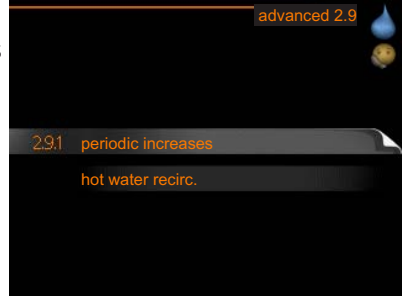 advanced 2.9
2.9.1 periodic increases
hot water recirc.